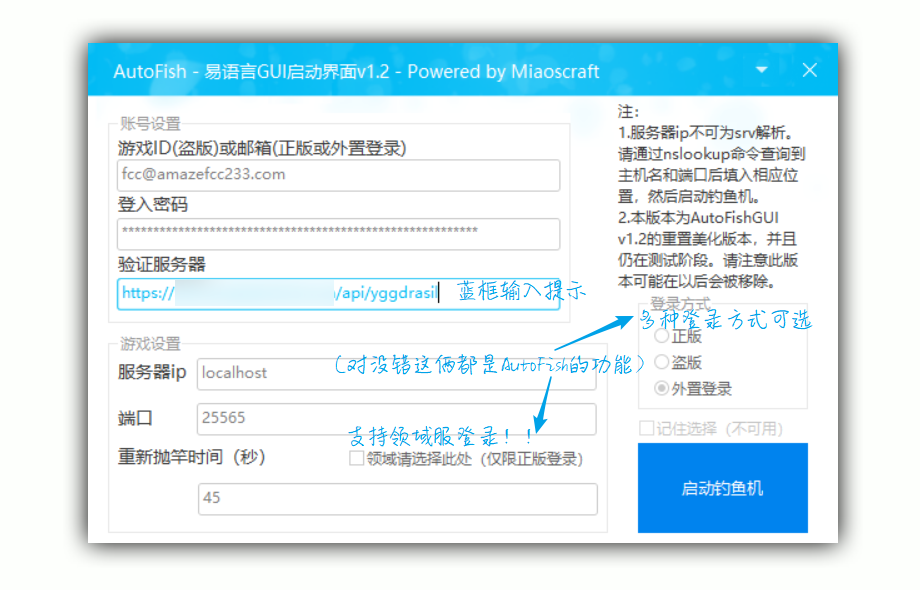 AutoFish - 易语言GUI启动界面v1.2 - Powered by Miaoscraft
账号设置
游戏ID(盗版)或邮箱(正版或外置登录)
fcc@amazefcc233.com
登入密码
*********************************************************
验证服务器
https://
/api/yggdrasil
蓝框输入提示
游戏设置
服务器ip
localhost
(对没错这俩都是AutoFish的功能)
端口
25565
支持领域服登录！！
重新抛竿时间（秒）
领域请选择此处（仅限正版登录）
45
注：
1.服务器ip不可为srv解析。
请通过nslookup命令查询到
主机名和端口后填入相应位
置，然后启动钓鱼机。
2.本版本为AutoFishGUI
v1.2的重置美化版本，并且
仍在测试阶段。请注意此版
本可能在以后会被移除。
登录方式
多种登录方式可选
正版
盗版
外置登录
记住选择（不可用）
启动钓鱼机